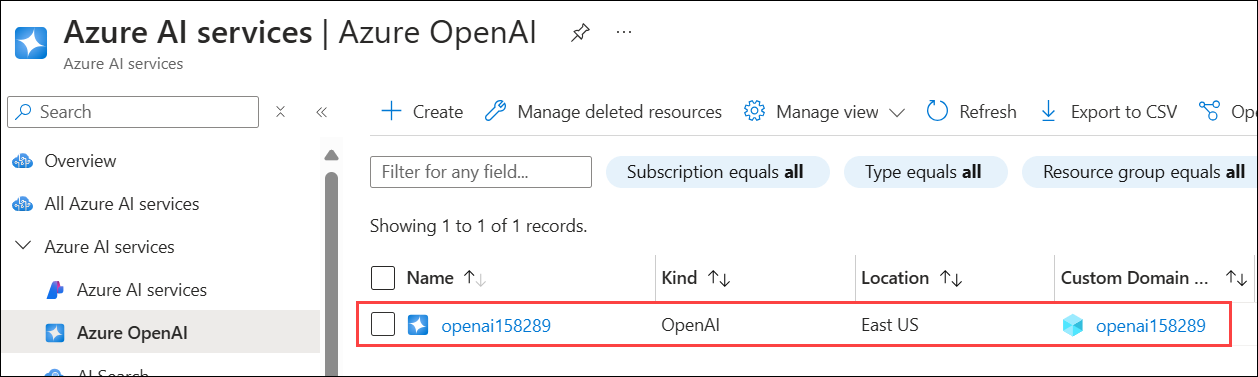 Azure AI services | Azure OpenAI
Azure AI services
Search
Overview
All Azure AI services
Azure AI services
Azure AI services
Azure OpenAI
AI Search
Create Manage deleted resources Manage view Refresh Export to CSV Ope
Filter for any field... Subscription equals all Type equals all Resource group equals all
Showing 1 to 1 of 1 records.
Name Kind Location Custom Domain ...
openai158289 OpenAI East US openai158289